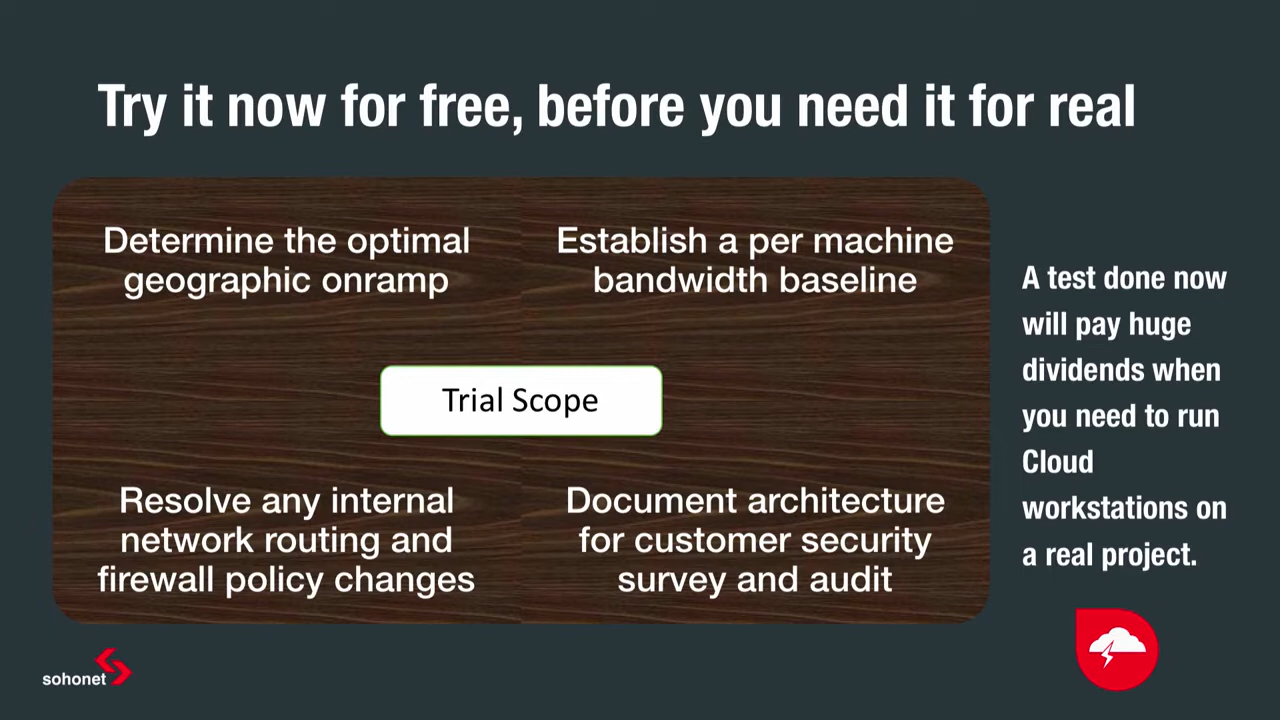 Try it now for free, before you need it for real
Determine the optimal
geographic onramp
Establish a per machine
bandwidth baseline
Trial Scope
Resolve any internal
network routing and
firewall policy changes
Document architecture
for customer security
survey and audit
A test done now
will pay huge
dividends when
you need to run
Cloud
workstations on
a real project.
sohonet